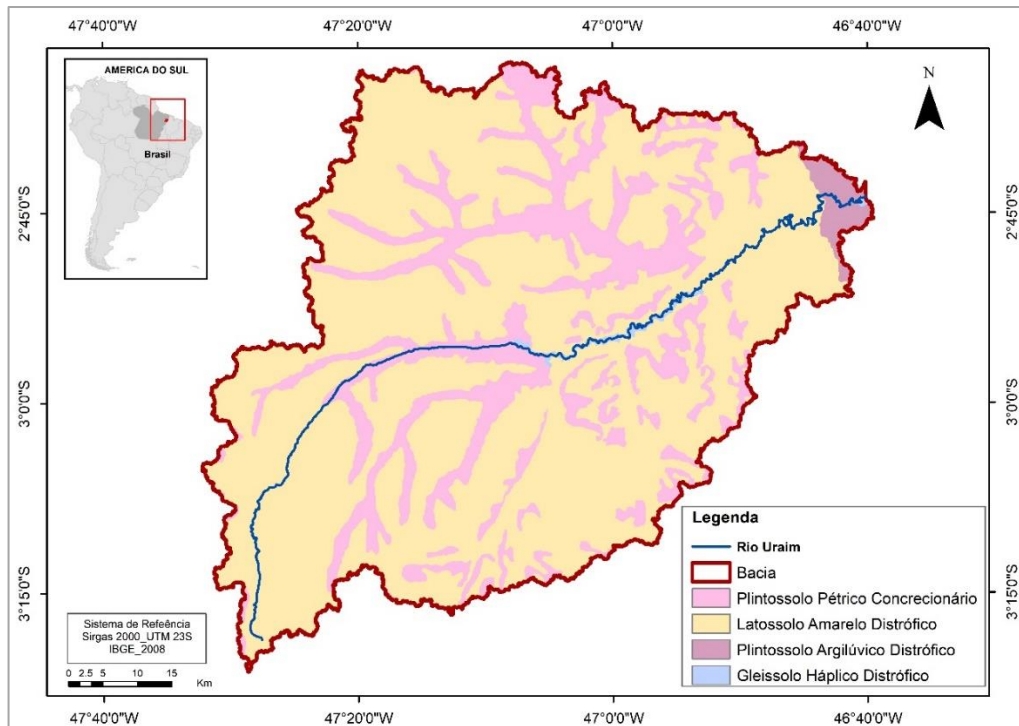 47°40'0"W 47°20'0"W 47°0'0"W 46°40'0"W
AMERICA DO SUL
Brasil
N
2°45'0"S 2°45'0"S
3°0'0"S 3°0'0"S
3°15'0"S 3°15'0"S
Legenda
Rio Uraim
Bacia
Plintossolo Pétrico Concrecionário
Latossolo Amarelo Distrófico
Plintossolo Argilúvico Distrófico
Gleissolo Háplico Distrófico
Sistema de Refeência
Sirgas 2000_UTM 23S
IBGE_2008
0 2.5 5 10 15
Km
47°40'0"W 47°20'0"W 47°0'0"W 46°40'0"W